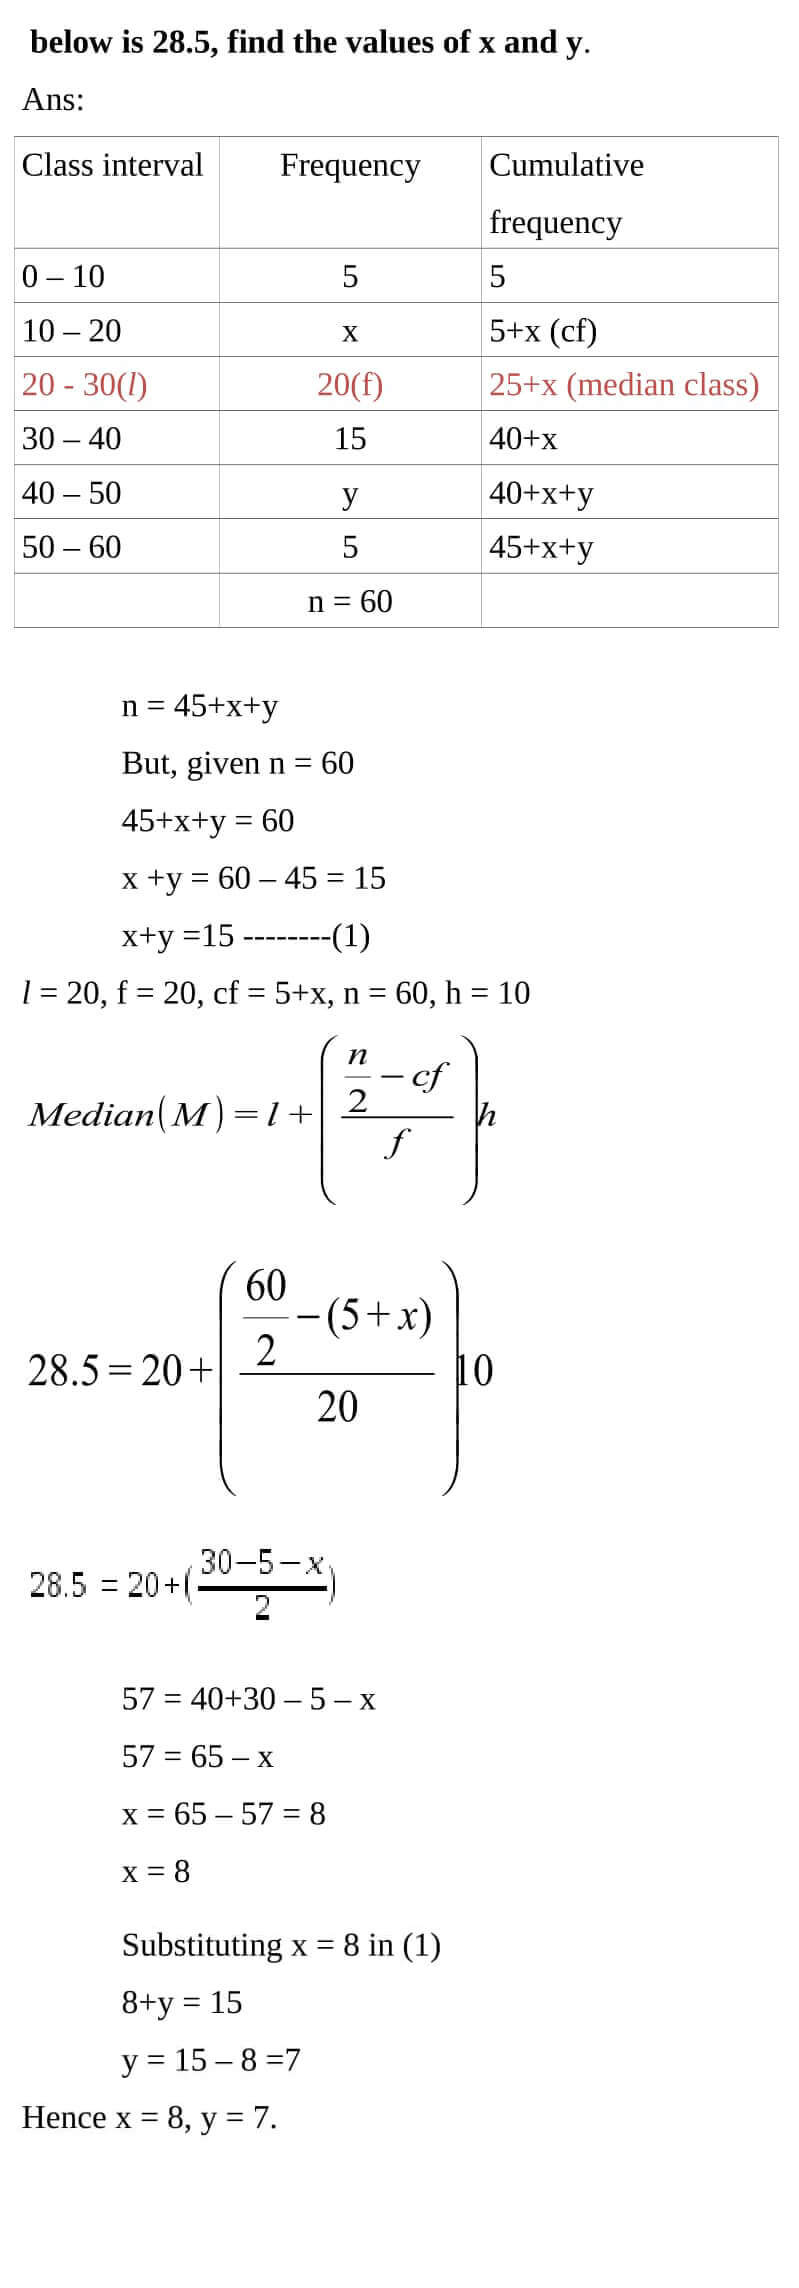 below is 28.5, find the values of x and y.
Ans:
Class interval Frequency Cumulative
frequency
0 – 10 5 5
10 – 20 x 5+x (cf)
20 - 30(l) 20(f) 25+x (median class)
30 – 40 15 40+x
40 – 50 y 40+x+y
50 – 60 5 45+x+y
n = 60
n = 45+x+y
But, given n = 60
45+x+y = 60
x +y = 60 – 45 = 15
x+y =15 --------(1)
l = 20, f = 20, cf = 5+x, n = 60, h = 10
n
Median(M)=l+( 2 −cf )h
f
60
28.5=20+( 2 −(5+x) )10
20
30−5−x
28.5 =20+( )
2
57 = 40+30 – 5 – x
57 = 65 – x
x = 65 – 57 = 8
x = 8
Substituting x = 8 in (1)
8+y = 15
y = 15 – 8 =7
Hence x = 8, y = 7.